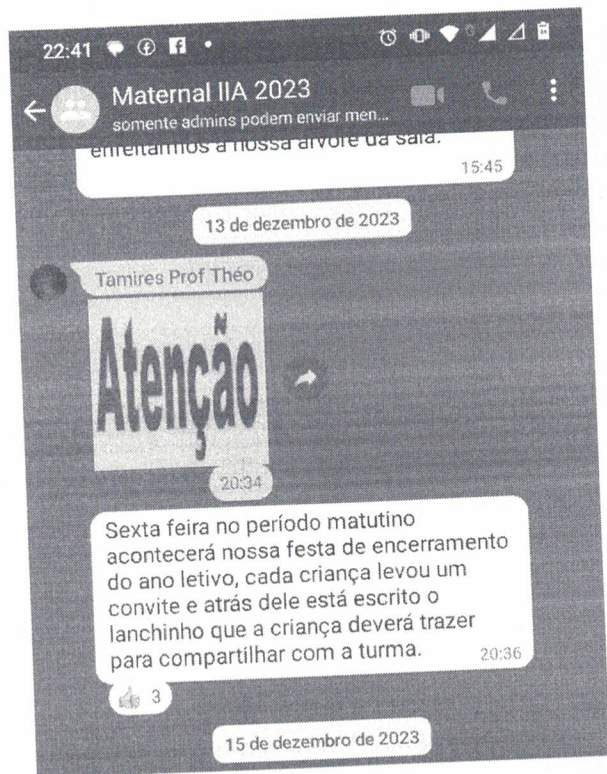 22:41
Maternal IIA 2023
somente admins podem enviar men...
enfeitarmos a nossa árvore da sala.
15:45
13 de dezembro de 2023
Tamires Prof Théo
Atenção
20:34
Sexta feira no período matutino
acontecerá nossa festa de encerramento
do ano letivo, cada criança levou um
convite e atrás dele está escrito o
lanchinho que a criança deverá trazer
para compartilhar com a turma.
20:36
3
15 de dezembro de 2023